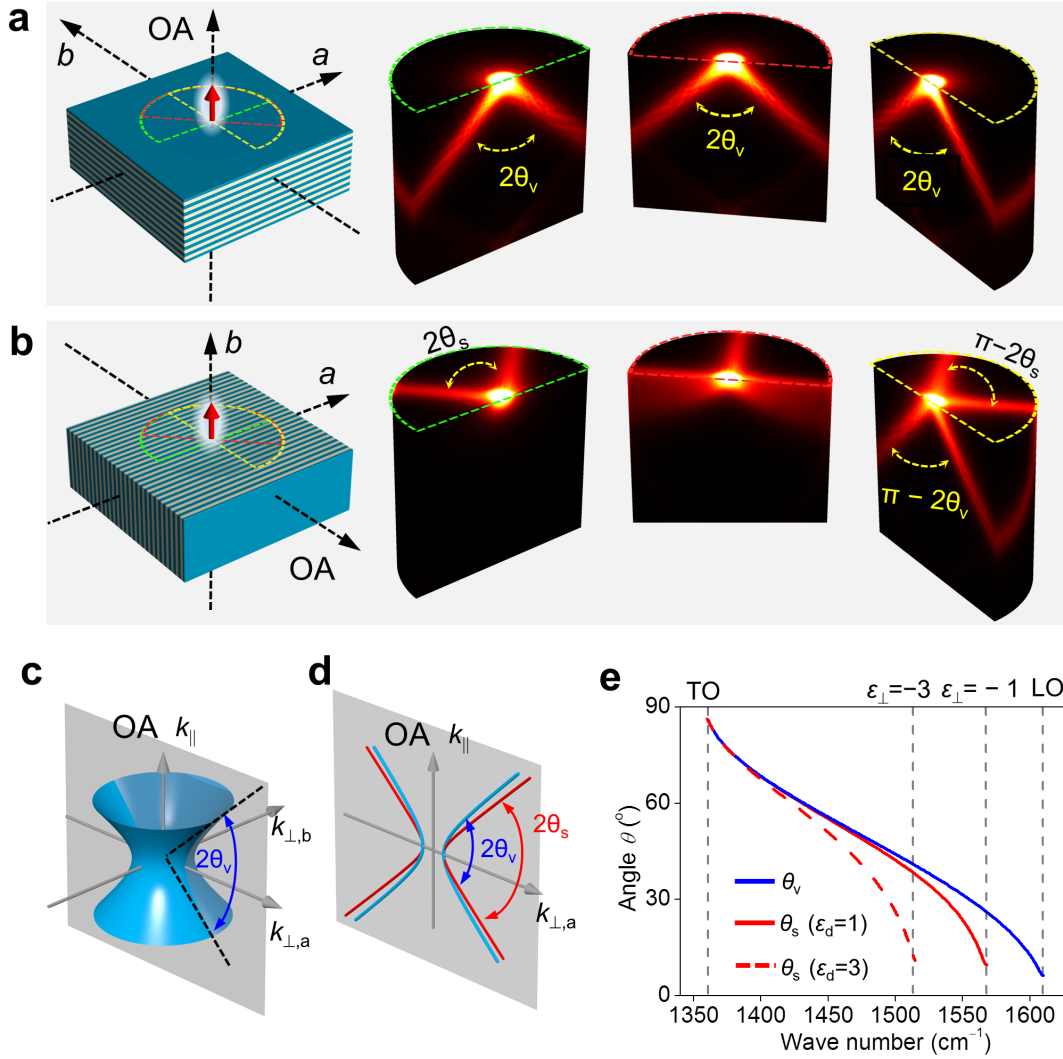 a
OA
b
a
2θv
2θv
2θv
b
b
a
OA
2θs
π−2θs
π − 2θv
c
OA
k||
k⊥,b
2θv
k⊥,a
d
OA
k||
2θv
2θs
k⊥,a
e
TO
ε⊥=−3
ε⊥= − 1
LO
90
60
30
0
Angle θ (°)
θv
θs (εd=1)
θs (εd=3)
1350 1400 1450 1500 1550 1600
Wave number (cm−1)